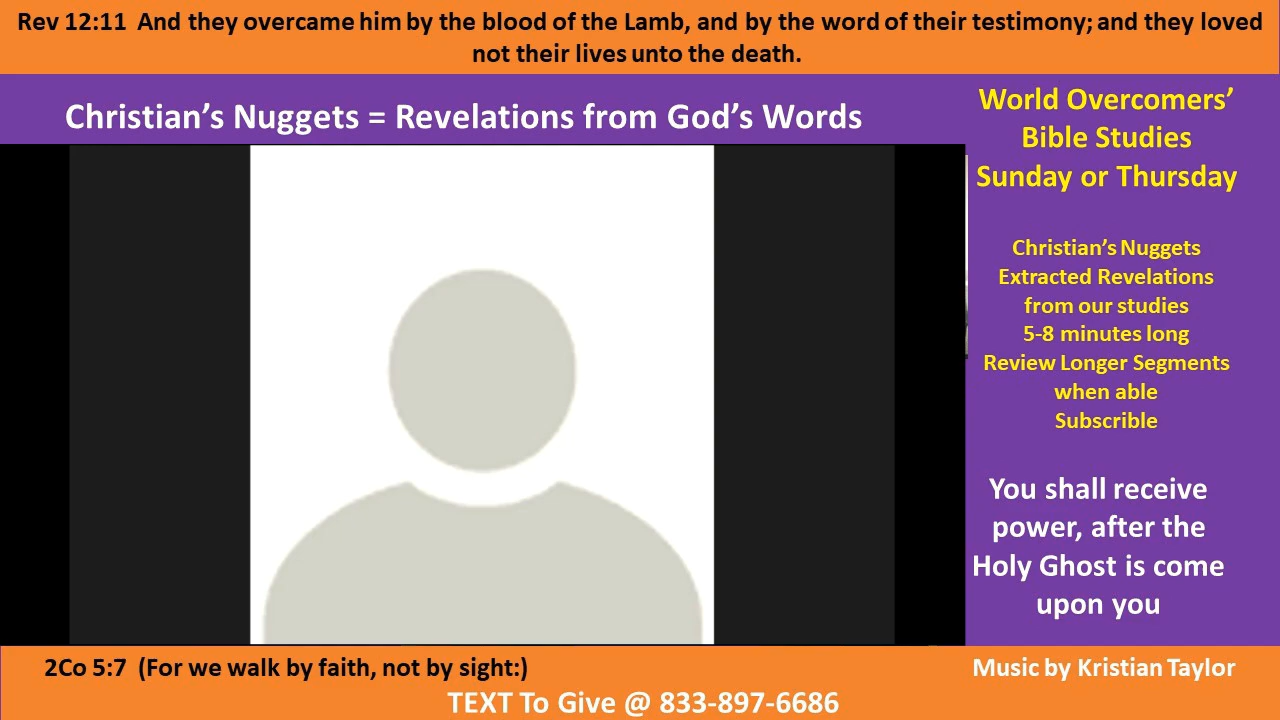 Rev 12:11 And they overcame him by the blood of the Lamb, and by the word of their testimony; and they loved
not their lives unto the death.
Christian’s Nuggets = Revelations from God’s Words
World Overcomers’
Bible Studies
Sunday or Thursday
Christian’s Nuggets
Extracted Revelations
from our studies
5-8 minutes long
Review Longer Segments
when able
Subscrible
You shall receive
power, after the
Holy Ghost is come
upon you
2Co 5:7 (For we walk by faith, not by sight:)
Music by Kristian Taylor
TEXT To Give @ 833-897-6686